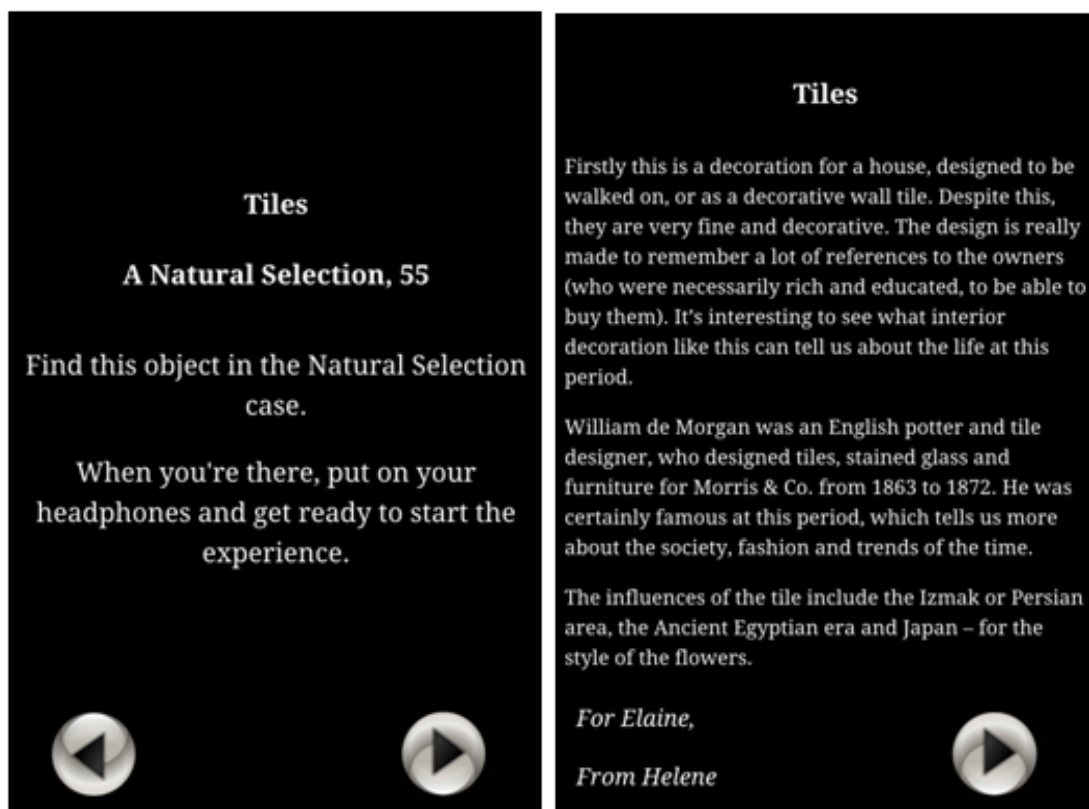 Tiles
A Natural Selection, 55
Find this object in the Natural Selection
case.
When you're there, put on your
headphones and get ready to start the
experience.
Tiles
Firstly this is a decoration for a house, designed to be
walked on, or as a decorative wall tile. Despite this,
they are very fine and decorative. The design is really
made to remember a lot of references to the owners
(who were necessarily rich and educated, to be able to
buy them). It's interesting to see what interior
decoration like this can tell us about the life at this
period.
William de Morgan was an English potter and tile
designer, who designed tiles, stained glass and
furniture for Morris & Co. from 1863 to 1872. He was
certainly famous at this period, which tells us more
about the society, fashion and trends of the time.
The influences of the tile include the Izmak or Persian
area, the Ancient Egyptian era and Japan – for the
style of the flowers.
For Elaine,
From Helene